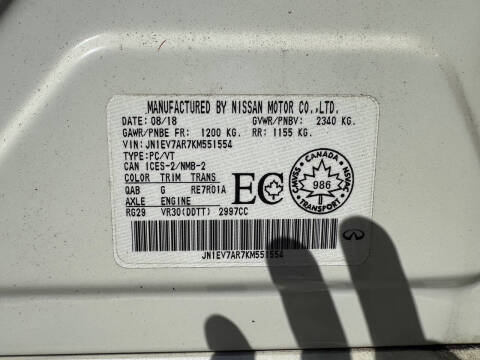 MANUFACTURED BY NISSAN MOTOR CO.,LTD.
DATE: 08/18 GVWR/PNBV: 2340 KG.
GAWR/PNBE FR: 1200 KG. RR: 1155 KG.
VIN: JN1EV7AR7KM551554
TYPE:PC/VT
CAN ICES-2/NMB-2
COLOR TRIM TRANS
QAB G RE7R01A
AXLE ENGINE
RG29 VR30(DDTT) 2997CC
EC
CANADA
CMVSS NSVAC
986
TRANSPORT
JN1EV7AR7KM551554